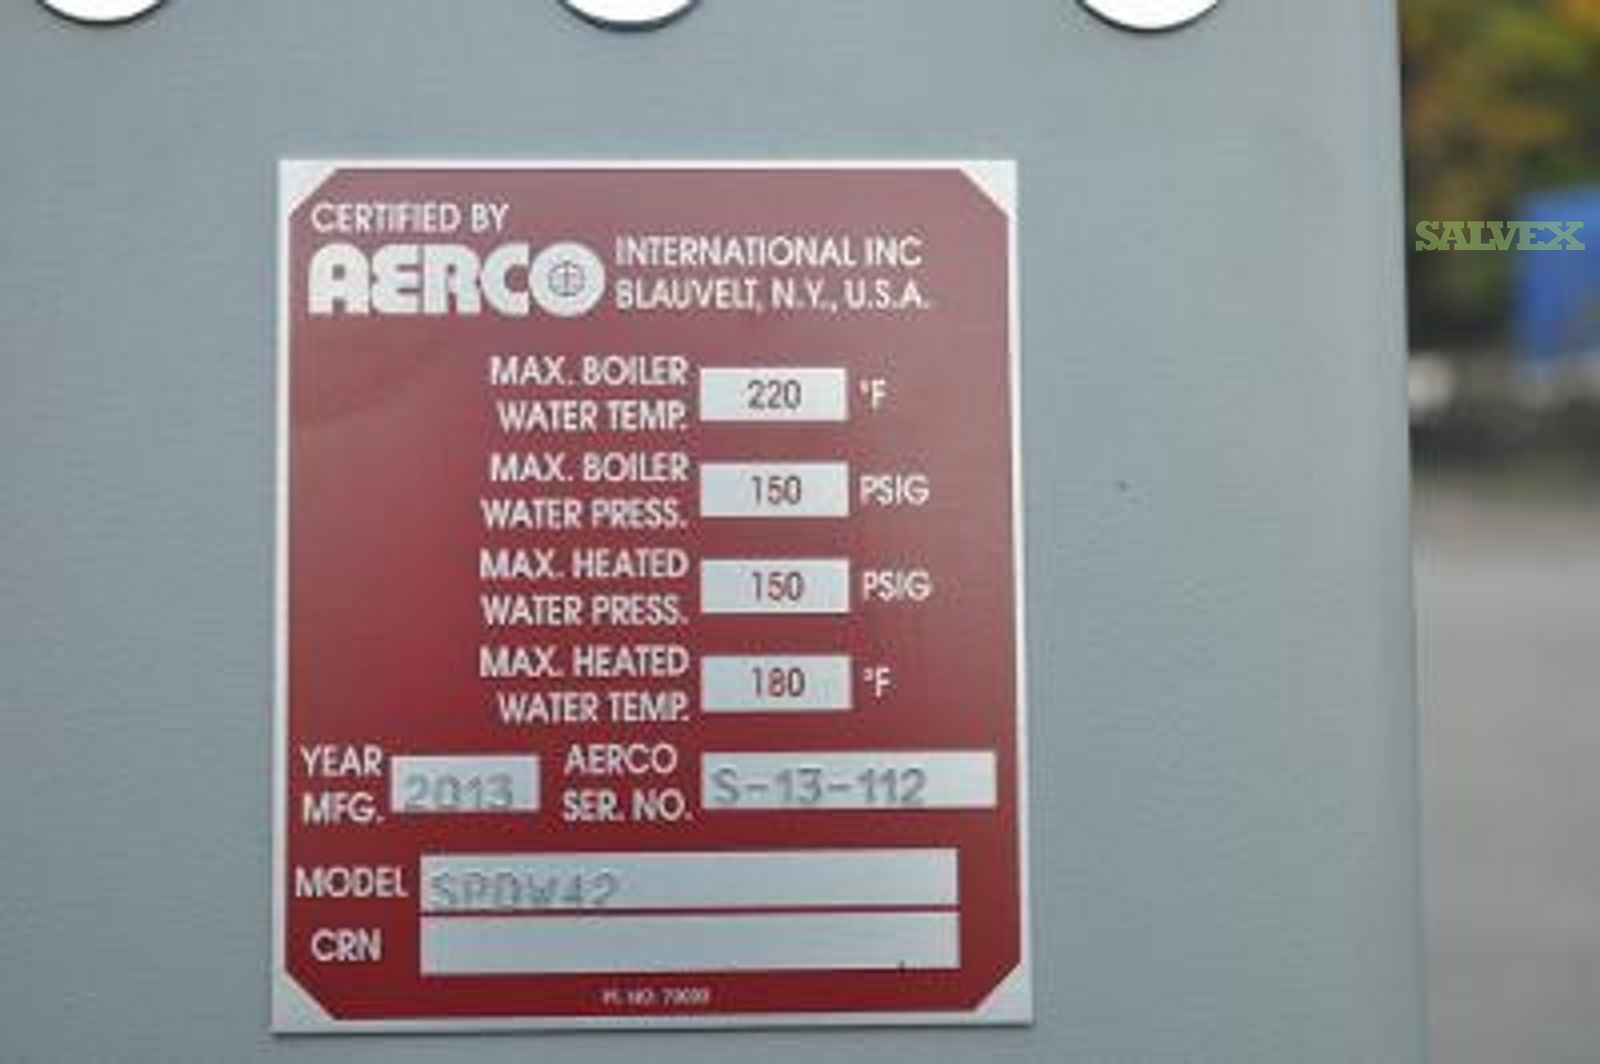 CERTIFIED BY
AERCO INTERNATIONAL INC
BLAUVELT, N.Y., U.S.A.
MAX. BOILER
WATER TEMP. 220 °F
MAX. BOILER
WATER PRESS. 150 PSIG
MAX. HEATED
WATER PRESS. 150 PSIG
MAX. HEATED
WATER TEMP. 180 °F
YEAR MFG. 2013
AERCO SER. NO. S-13-112
MODEL SPDW42
CRN
NO.
SALVEX